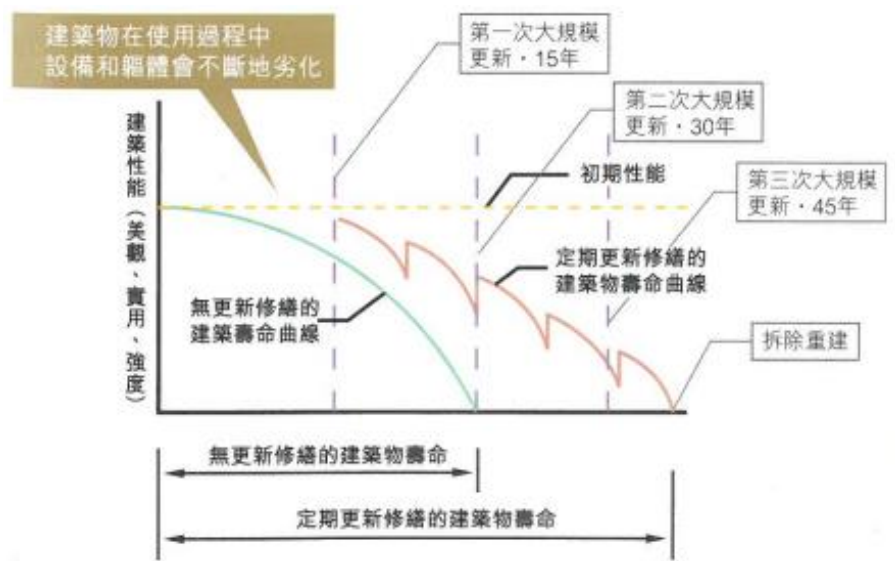 建築物在使用過程中
設備和軀體會不斷地劣化
第一次大規模
更新・15年
第二次大規模
更新・30年
第三次大規模
更新・45年
建築性能（美觀、實用、強度）
初期性能
定期更新修繕的
建築物壽命曲線
無更新修繕的
建築壽命曲線
拆除重建
無更新修繕的建築物壽命
定期更新修繕的建築物壽命